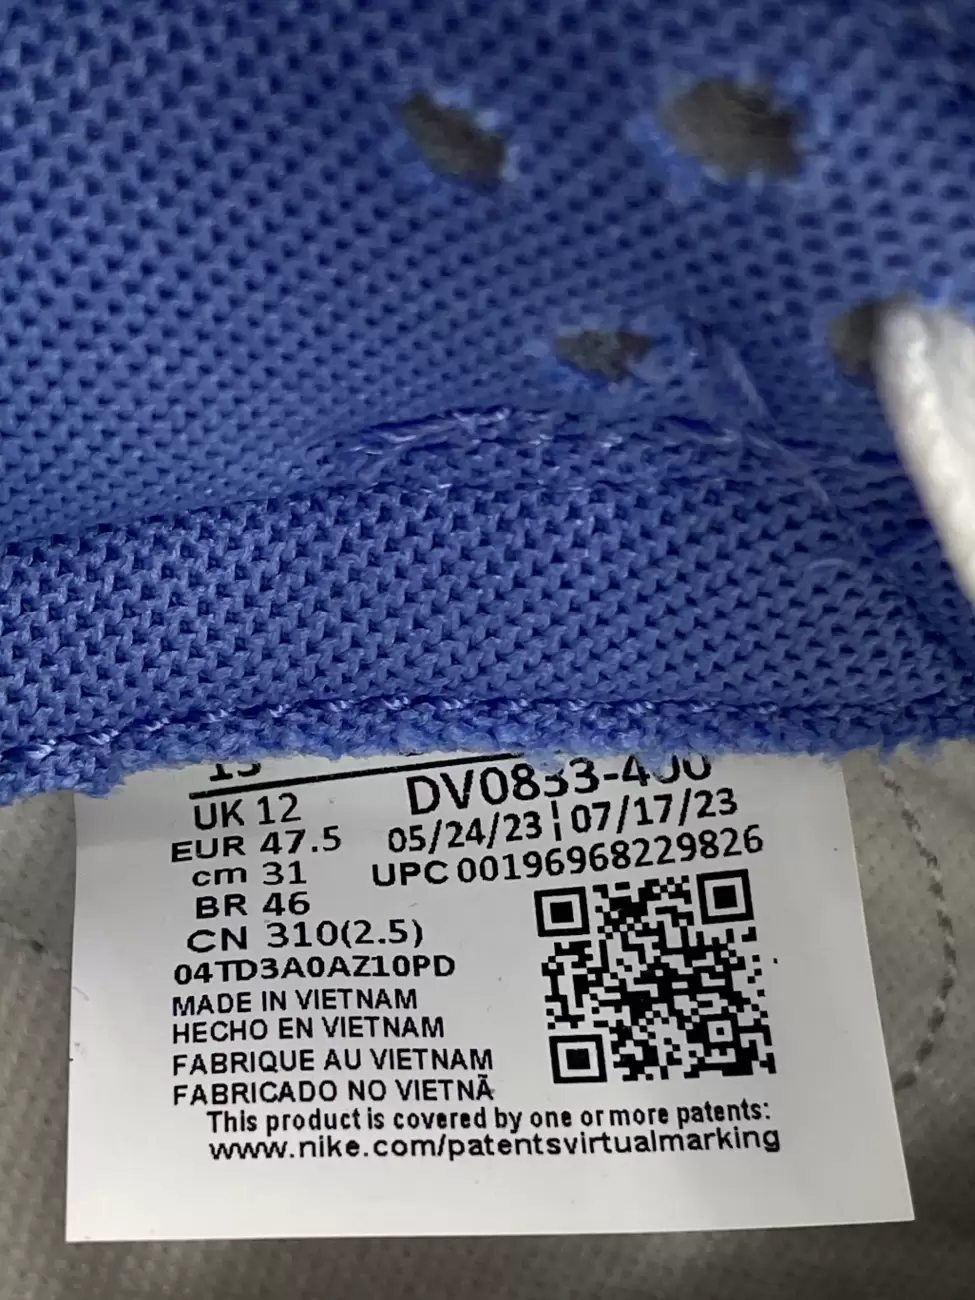 13
DV0833-400
UK 12
05/24/23 | 07/17/23
EUR 47.5
UPC 00196968229826
cm 31
BR 46
CN 310(2.5)
04TD3A0AZ10PD
MADE IN VIETNAM
HECHO EN VIETNAM
FABRIQUE AU VIETNAM
FABRICADO NO VIETNÃ
This product is covered by one or more patents:
www.nike.com/patentsvirtualmarking